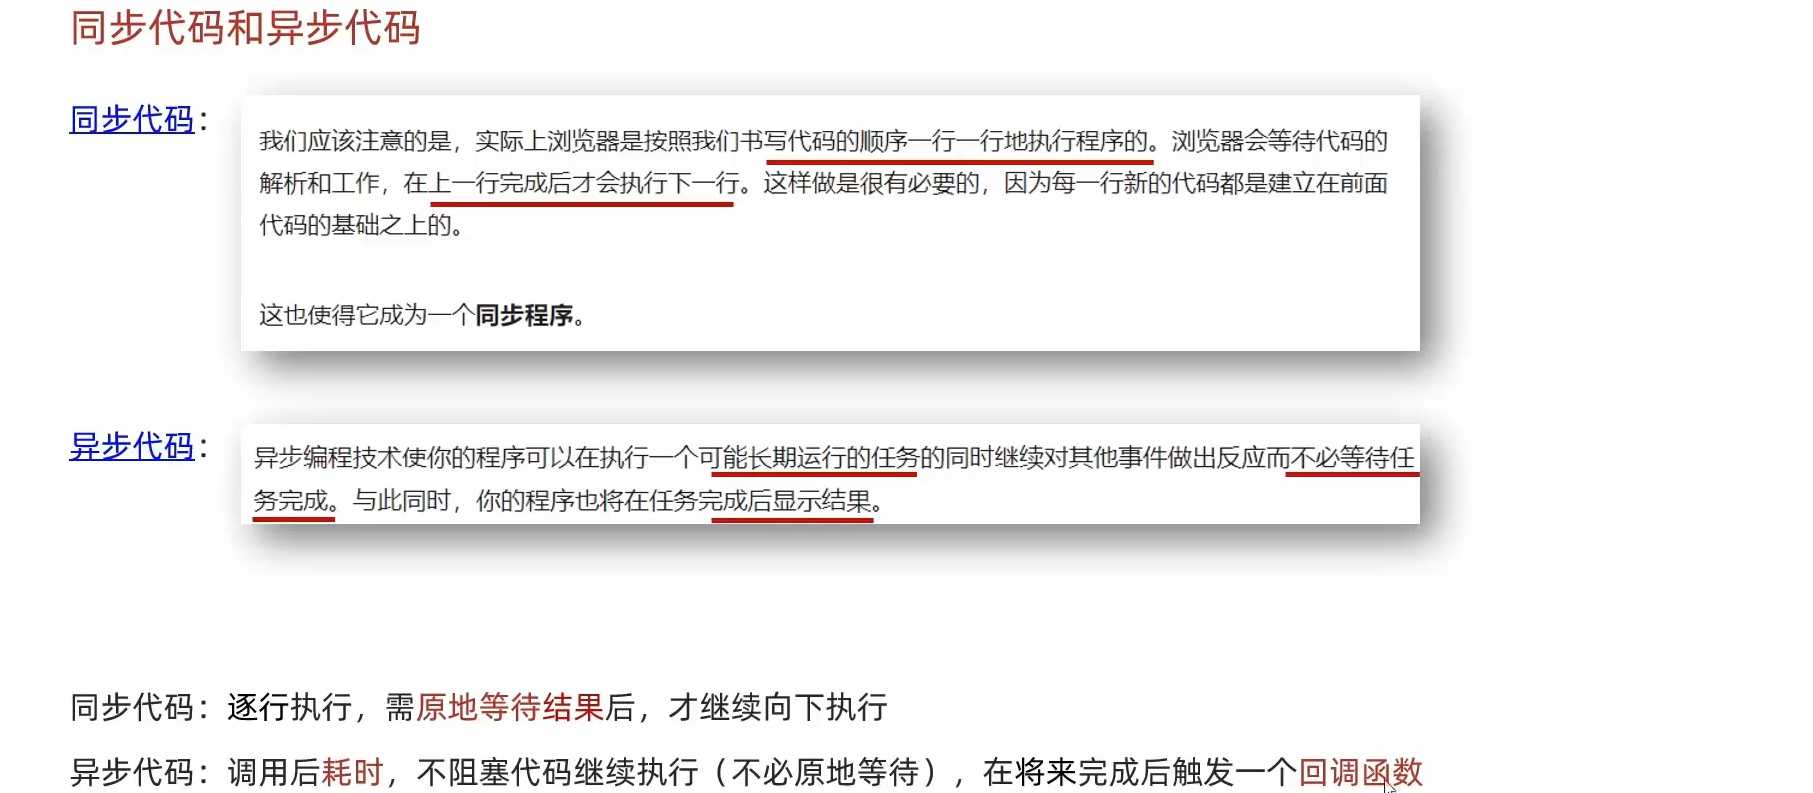 同步代码和异步代码
同步代码：
我们应该注意的是，实际上浏览器是按照我们书写代码的顺序一行一行地执行程序的。浏览器会等待代码的
解析和工作，在上一行完成后才会执行下一行。这样做是很有必要的，因为每一行新的代码都是建立在前面
代码的基础之上的。
这也使得它成为一个同步程序。
异步代码：
异步编程技术使你的程序可以在执行一个可能长期运行的任务的同时继续对其他事件做出反应而不必等待任
务完成。与此同时，你的程序也将在任务完成后显示结果。
同步代码：逐行执行，需原地等待结果后，才继续向下执行
异步代码：调用后耗时，不阻塞代码继续执行（不必原地等待），在将来完成后触发一个回调函数